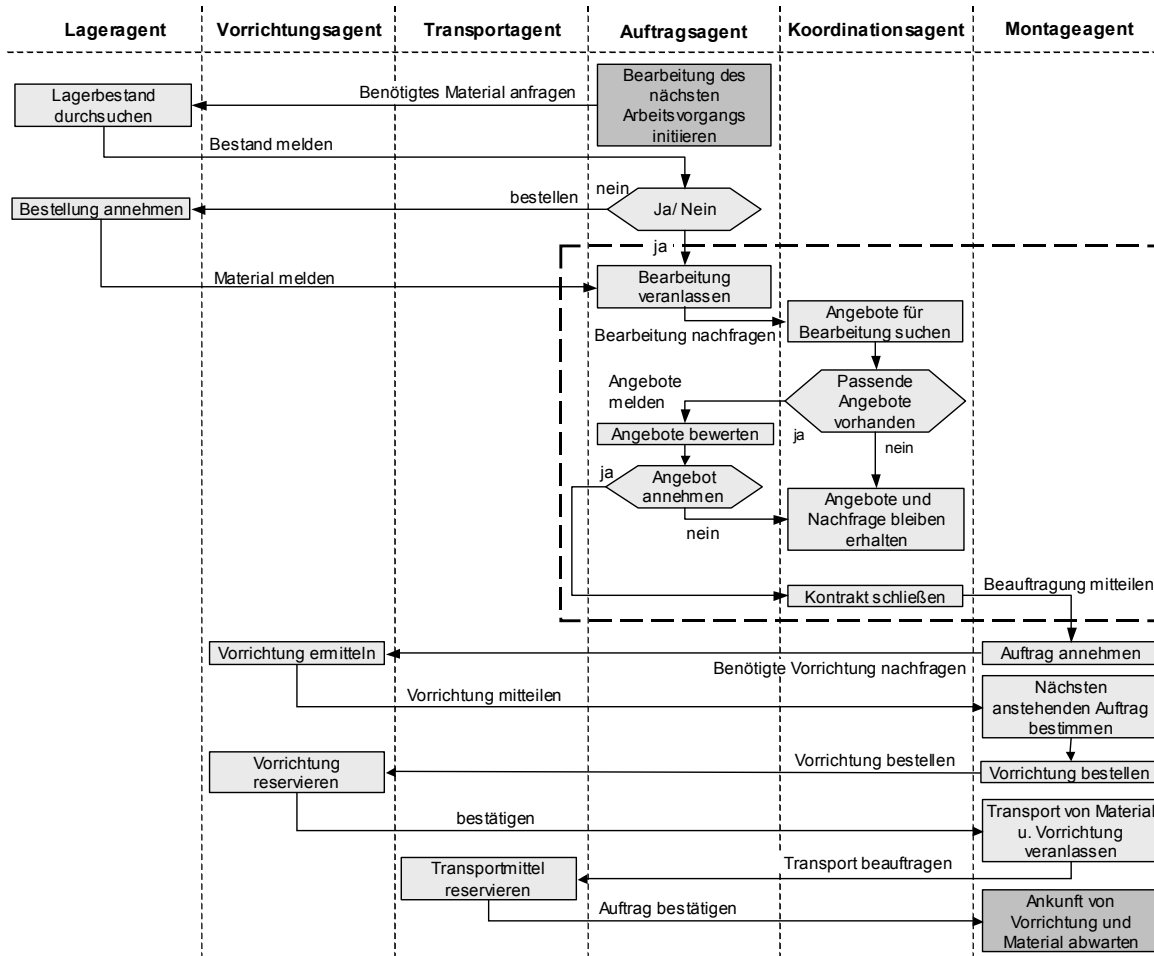 Lageragent
Vorrichtungsagent
Transportagent
Auftragsagent
Koordinationsagent
Montageagent
Bearbeitung des
nächsten
Arbeitsvorgangs
initiieren
Benötigtes Material anfragen
Lagerbestand
durchsuchen
Bestand melden
Ja/ Nein
nein
bestellen
Bestellung annehmen
ja
Material melden
Bearbeitung
veranlassen
Bearbeitung nachfragen
Angebote für
Bearbeitung suchen
Passende
Angebote
vorhanden
Angebote
melden
ja
nein
Angebote bewerten
ja
Angebot
annehmen
nein
Angebote und
Nachfrage bleiben
erhalten
Kontrakt schließen
Beauftragung mitteilen
Auftrag annehmen
Benötigte Vorrichtung nachfragen
Vorrichtung ermitteln
Vorrichtung mitteilen
Nächsten
anstehenden Auftrag
bestimmen
Vorrichtung bestellen
Vorrichtung bestellen
Vorrichtung
reservieren
bestätigen
Transport von Material
u. Vorrichtung
veranlassen
Transport beauftragen
Transportmittel
reservieren
Auftrag bestätigen
Ankunft von
Vorrichtung und
Material abwarten